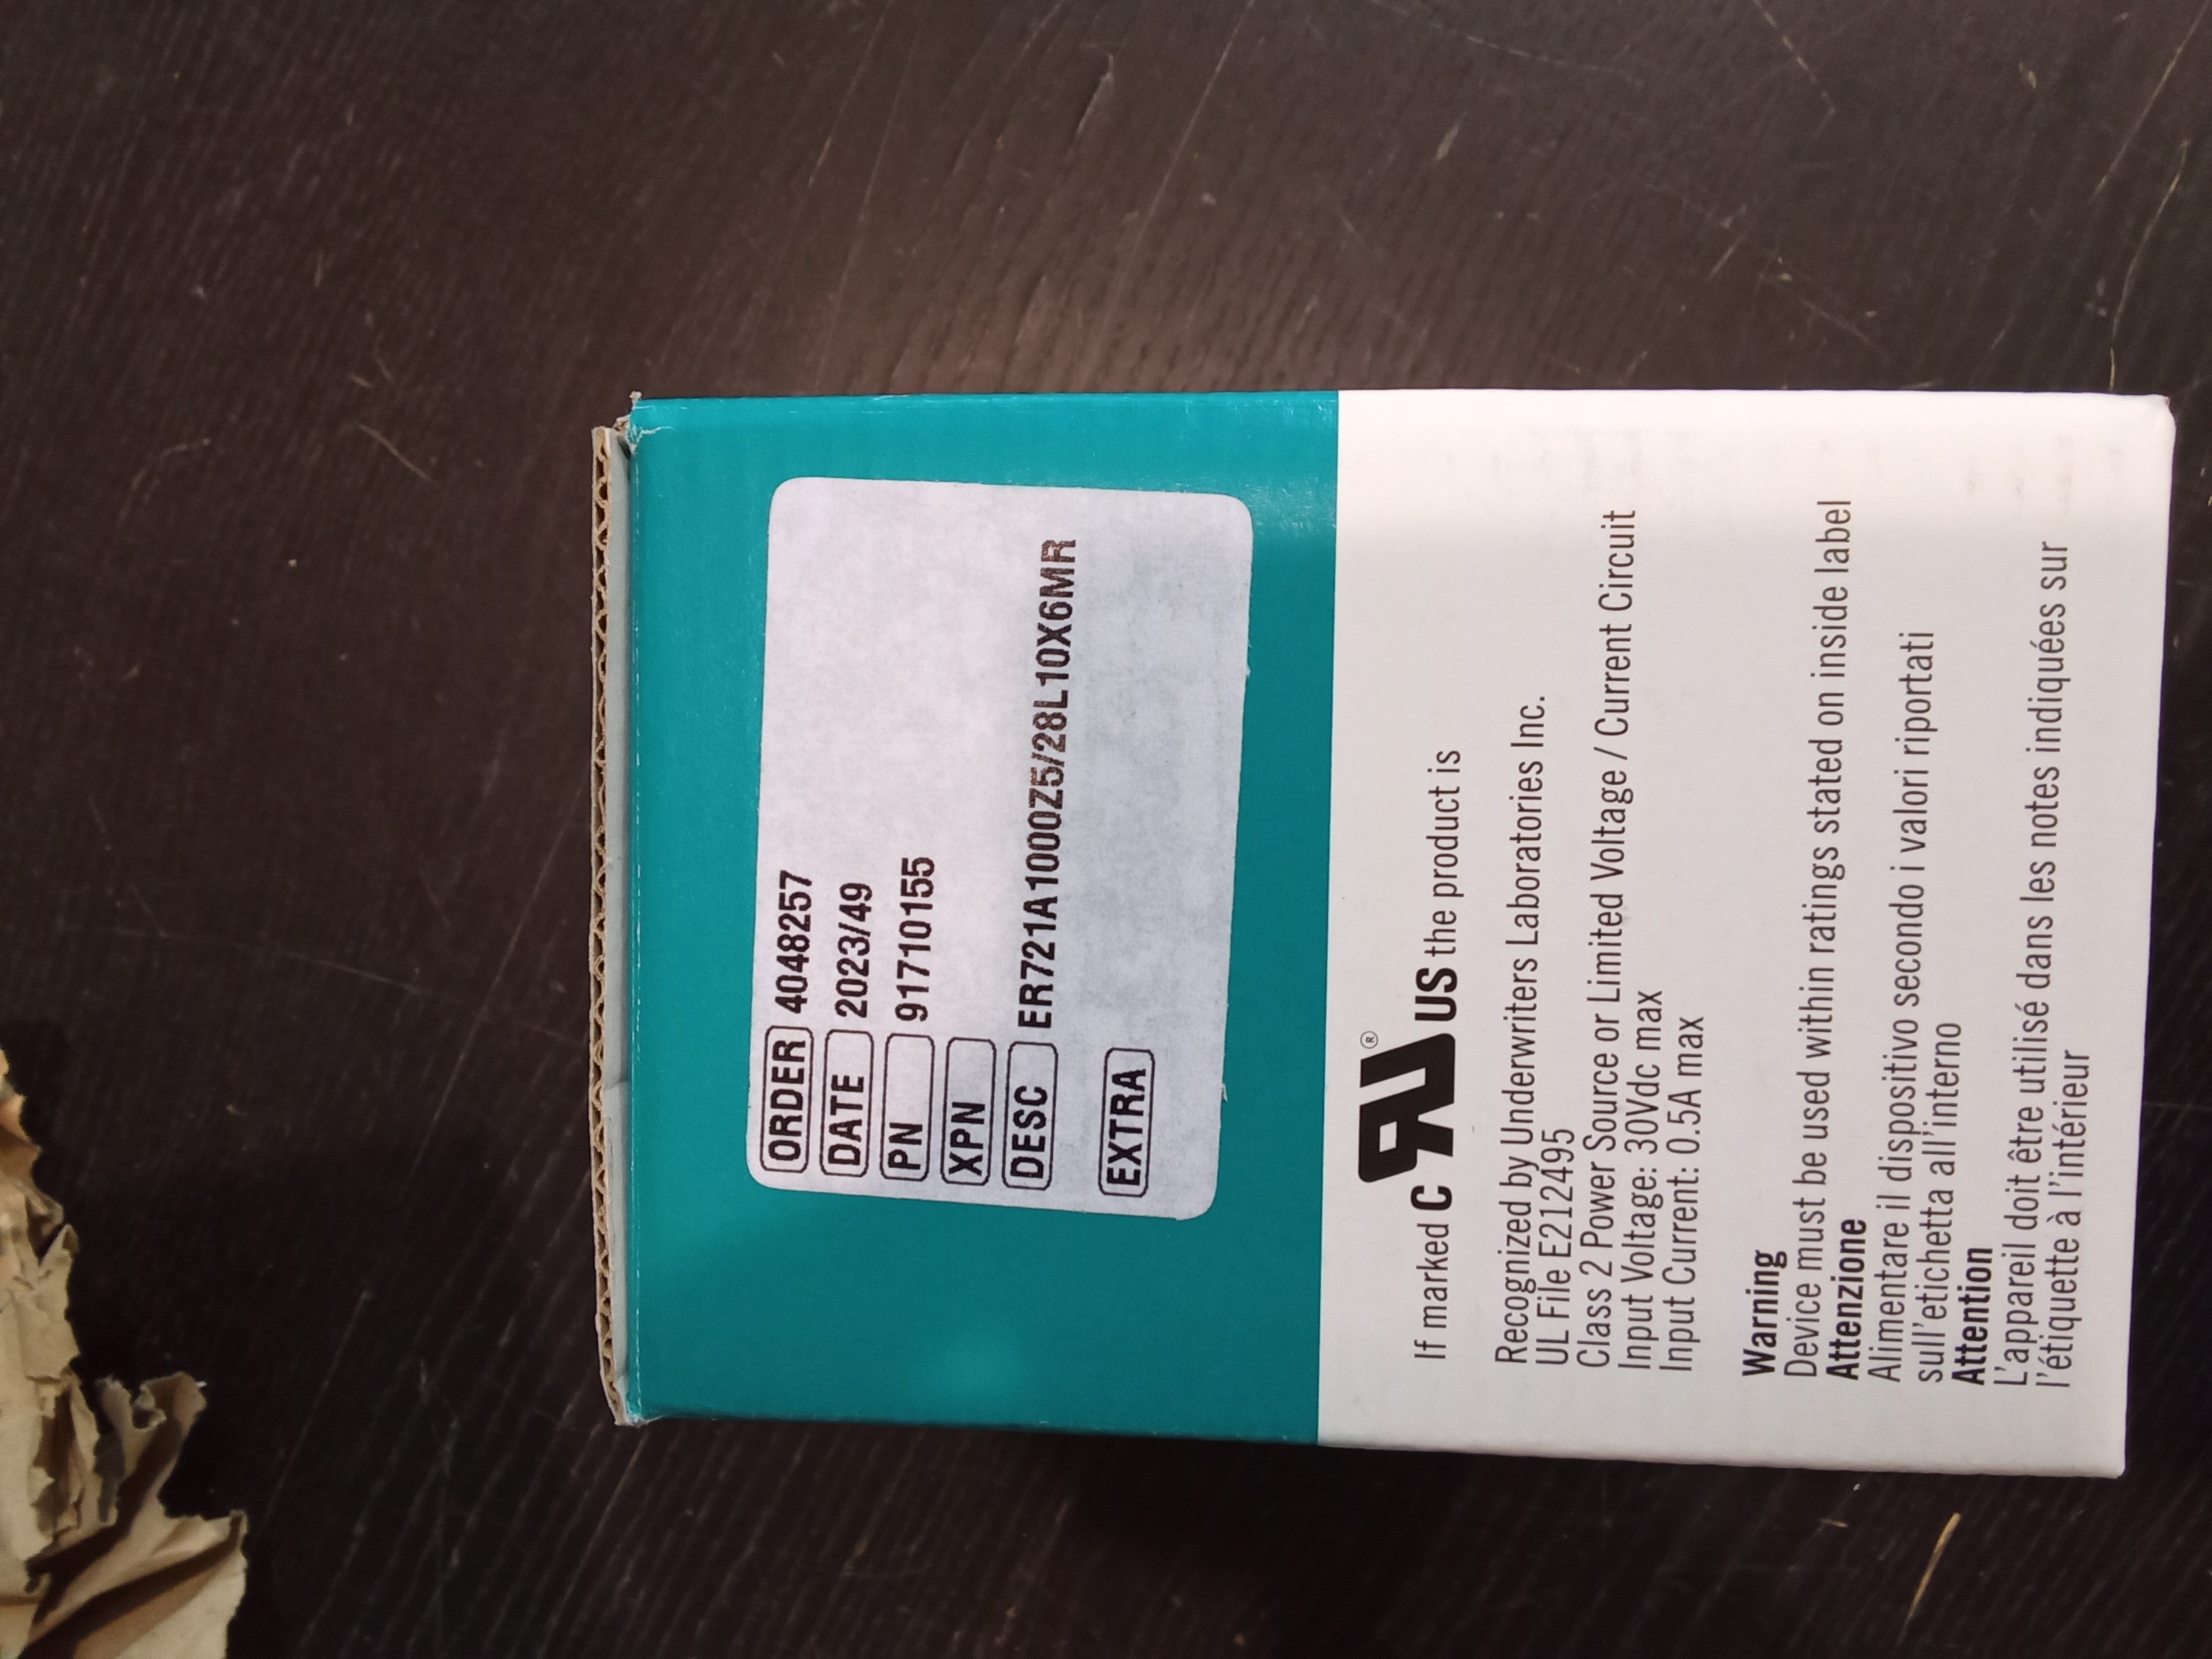 ORDER 4048257
DATE 2023/49
PN 91710155
XPN
DESC ER721A1000Z5/28L10X6MR
EXTRA
If marked C RU® US the product is
Recognized by Underwriters Laboratories Inc.
UL File E212495
Class 2 Power Source or Limited Voltage / Current Circuit
Input Voltage: 30Vdc max
Input Current: 0.5A max
Warning
Device must be used within ratings stated on inside label
Attenzione
Alimentare il dispositivo secondo i valori riportati
sull'etichetta all'interno
Attention
L'appareil doit être utilisé dans les notes indiquées sur
l'étiquette à l'intérieur